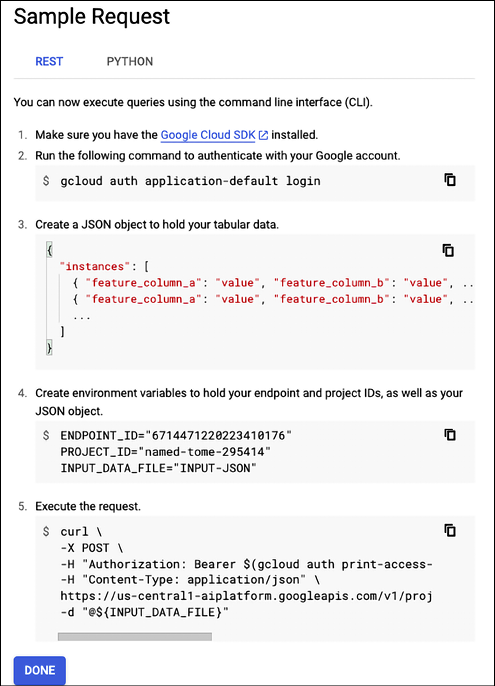 Sample Request
REST PYTHON
You can now execute queries using the command line interface (CLI).
1. Make sure you have the Google Cloud SDK installed.
2. Run the following command to authenticate with your Google account.
$ gcloud auth application-default login
3. Create a JSON object to hold your tabular data.
{
"instances": [
{ "feature_column_a": "value", "feature_column_b": "value", ..
{ "feature_column_a": "value", "feature_column_b": "value", ..
...
]
}
4. Create environment variables to hold your endpoint and project IDs, as well as your
JSON object.
$ ENDPOINT_ID="6714471220223410176"
PROJECT_ID="named-tome-295414"
INPUT_DATA_FILE="INPUT-JSON"
5. Execute the request.
$ curl \
-X POST \
-H "Authorization: Bearer $(gcloud auth print-access-
-H "Content-Type: application/json" \
https://us-central1-aiplatform.googleapis.com/v1/proj
-d "@${INPUT_DATA_FILE}"
DONE